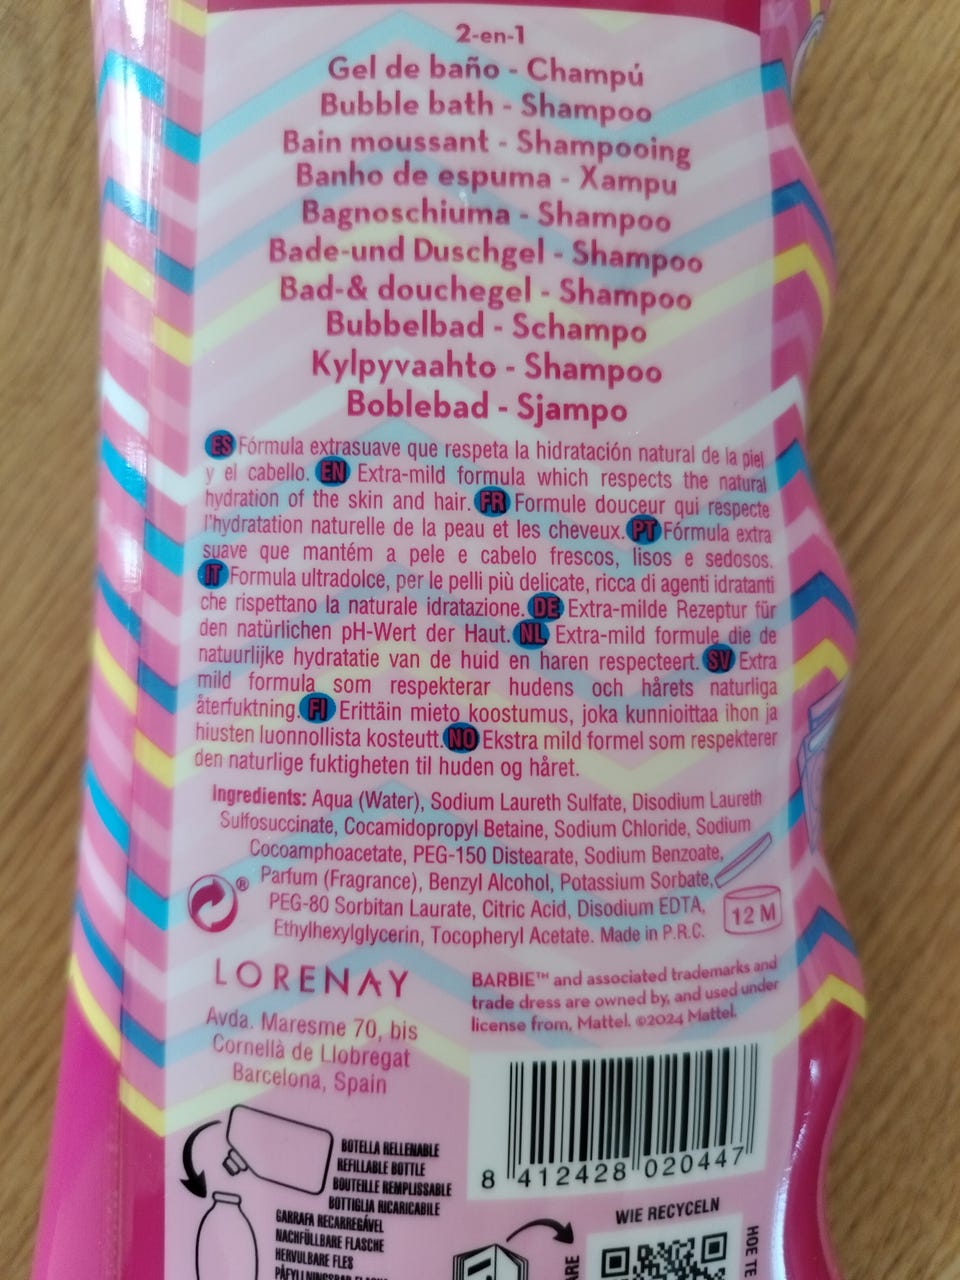 2-en-1
Gel de baño - Champú
Bubble bath - Shampoo
Bain moussant - Shampooing
Banho de espuma - Xampu
Bagnoschiuma - Shampoo
Bade-und Duschgel - Shampoo
Bad-& douchegel - Shampoo
Bubbelbad - Schampo
Kylpyvaahto - Shampoo
Boblebad - Sjampo
ES Fórmula extrasuave que respeta la hidratación natural de la piel
y el cabello. EN Extra-mild formula which respects the natural
hydration of the skin and hair. FR Formule douceur qui respecte
l'hydratation naturelle de la peau et les cheveux. PT Fórmula extra
suave que mantém a pele e cabelo frescos, lisos e sedosos.
IT Formula ultradolce, per le pelli più delicate, ricca di agenti idratanti
che rispettano la naturale idratazione. DE Extra-milde Rezeptur für
den natürlichen pH-Wert der Haut. NL Extra-mild formule die de
natuurlijke hydratatie van de huid en haren respecteert. SV Extra
mild formula som respekterar hudens och hårets naturliga
återfuktning. FI Erittäin mieto koostumus, joka kunnioittaa ihon ja
hiusten luonnollista kosteutt. NO Ekstra mild formel som respekterer
den naturlige fuktigheten til huden og håret.
Ingredients: Aqua (Water), Sodium Laureth Sulfate, Disodium Laureth
Sulfosuccinate, Cocamidopropyl Betaine, Sodium Chloride, Sodium
Cocoamphoacetate, PEG-150 Distearate, Sodium Benzoate,
Parfum (Fragrance), Benzyl Alcohol, Potassium Sorbate,
PEG-80 Sorbitan Laurate, Citric Acid, Disodium EDTA,
Ethylhexylglycerin, Tocopheryl Acetate. Made in P.R.C.
®
12 M
LORENAY
Avda. Maresme 70, bis
Cornellà de Llobregat
Barcelona, Spain
BARBIE™ and associated trademarks and
trade dress are owned by, and used under
license from, Mattel. ©2024 Mattel.
8 412428 020447
BOTELLA RELLENABLE
REFILLABLE BOTTLE
BOUTEILLE REMPLISSABLE
BOTTIGLIA RICARICABILE
GARRAFA RECARREGÁVEL
NACHFÜLLBARE FLASCHE
HERVULBARE FLES
WIE RECYCELN
HOE TE